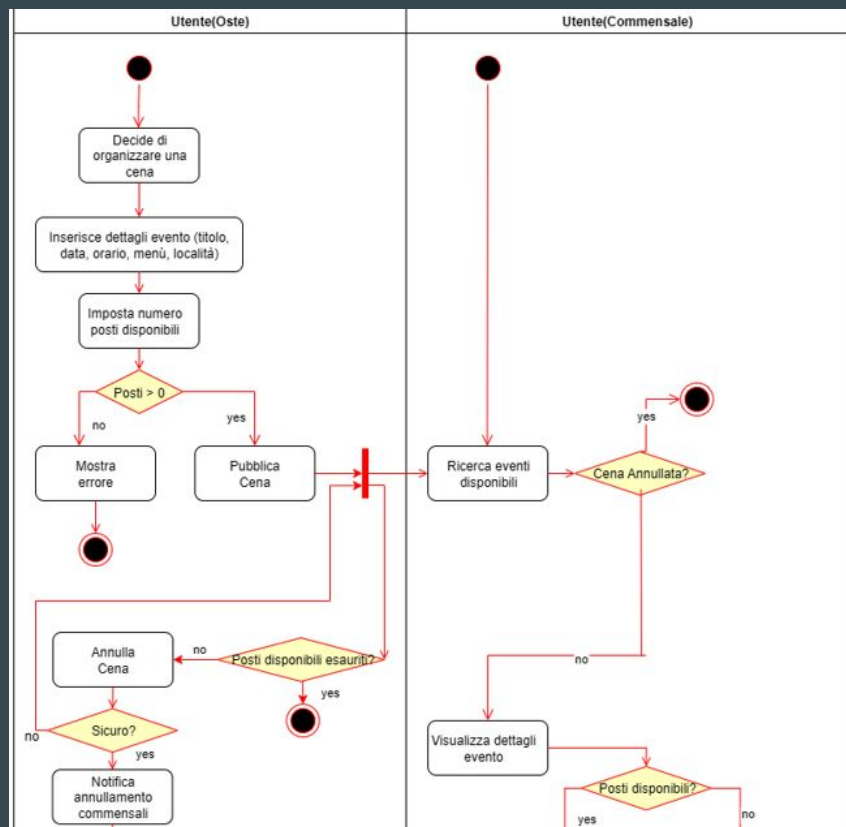 Utente(Oste)
Utente(Commensale)
Decide di
organizzare una
cena
Inserisce dettagli evento (titolo,
data, orario, menù, località)
Imposta numero
posti disponibili
Posti > 0
no
yes
yes
Mostra
errore
Pubblica
Cena
Ricerca eventi
disponibili
Cena Annullata?
Annulla
Cena
no
Posti disponibili esauriti?
yes
no
Sicuro?
no
yes
Visualizza dettagli
evento
Notifica
annullamento
commensali
Posti disponibili?
yes
no